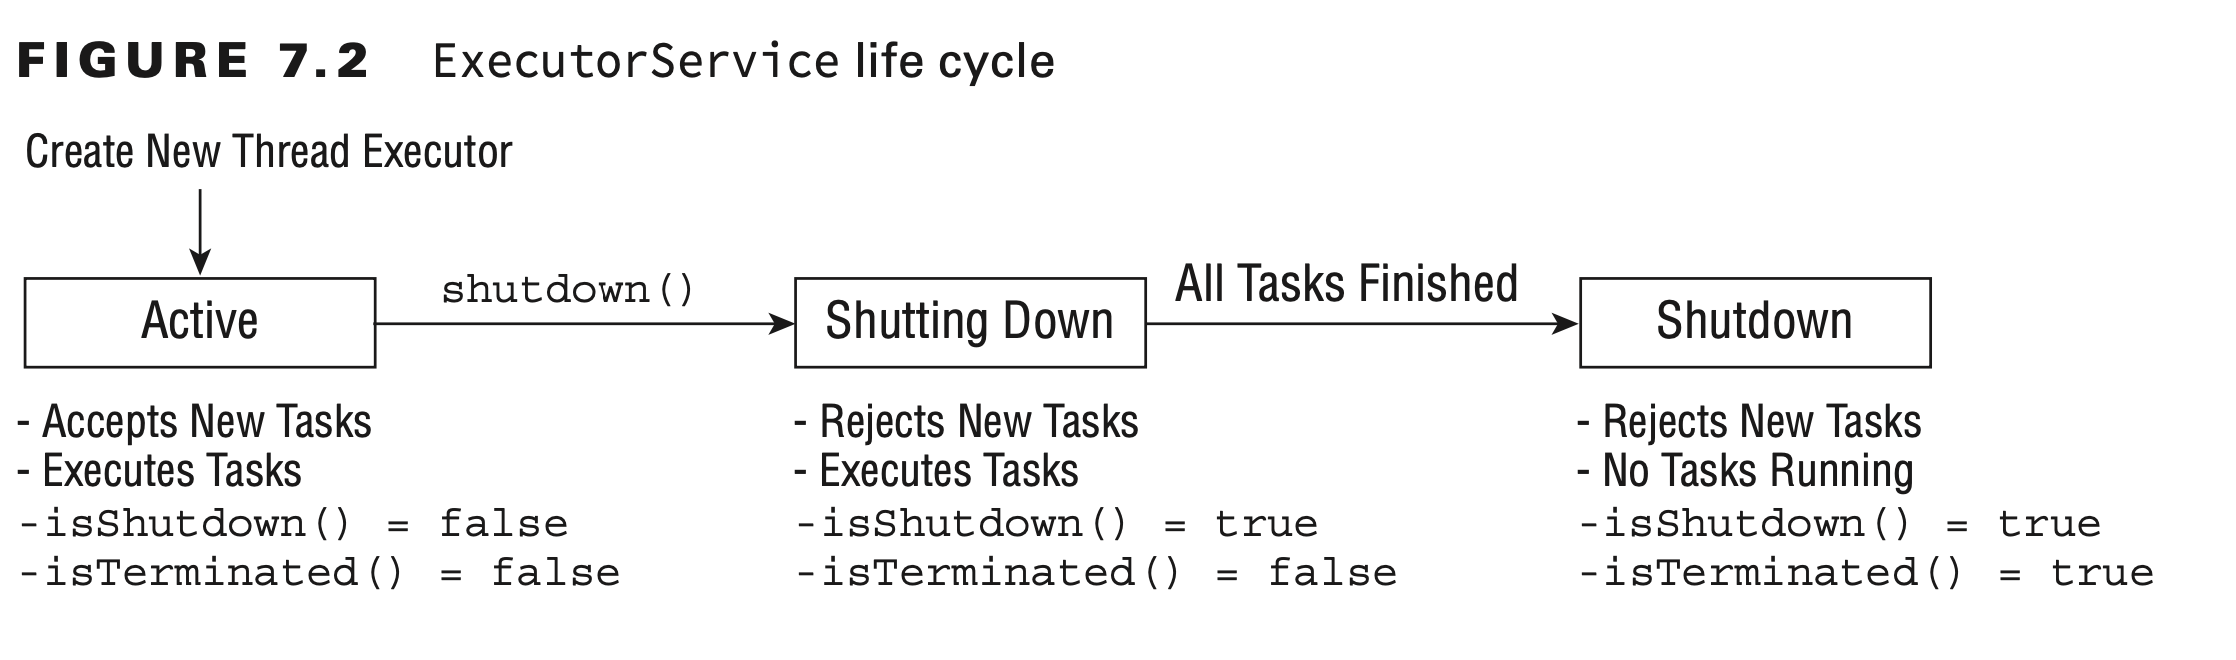 FIGURE 7.2 ExecutorService life cycle
Create New Thread Executor
Active
shutdown()
Shutting Down
All Tasks Finished
Shutdown
- Accepts New Tasks
- Executes Tasks
-isShutdown() = false
-isTerminated() = false
- Rejects New Tasks
- Executes Tasks
-isShutdown() = true
-isTerminated() = false
- Rejects New Tasks
- No Tasks Running
-isShutdown() = true
-isTerminated() = true